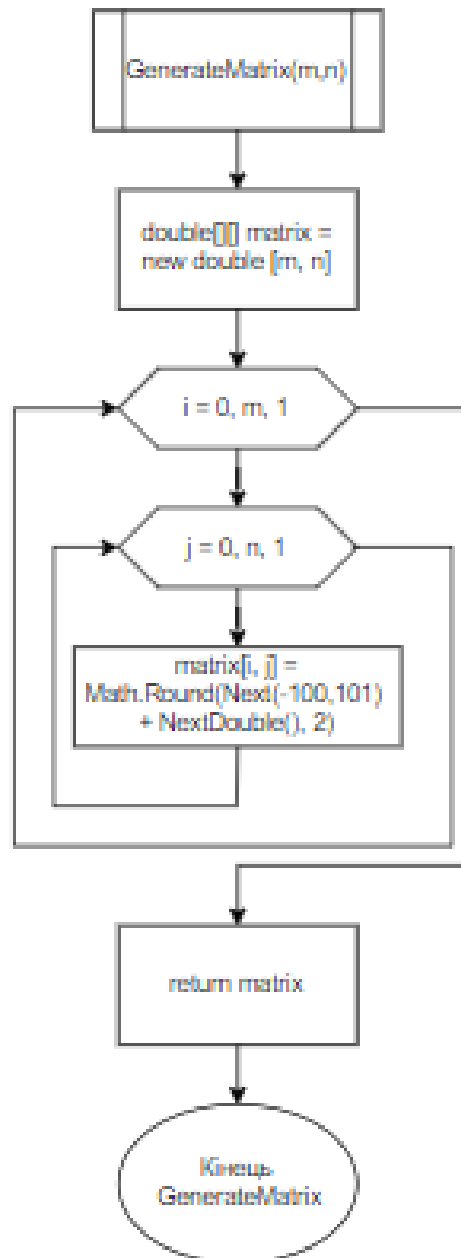 GenerateMatrix(m,n)
double[][] matrix =
new double [m, n]
i = 0, m, 1
j = 0, n, 1
matrix[i, j] =
Math.Round(Next(-100,101)
+ NextDouble(), 2)
return matrix
Кінець
GenerateMatrix